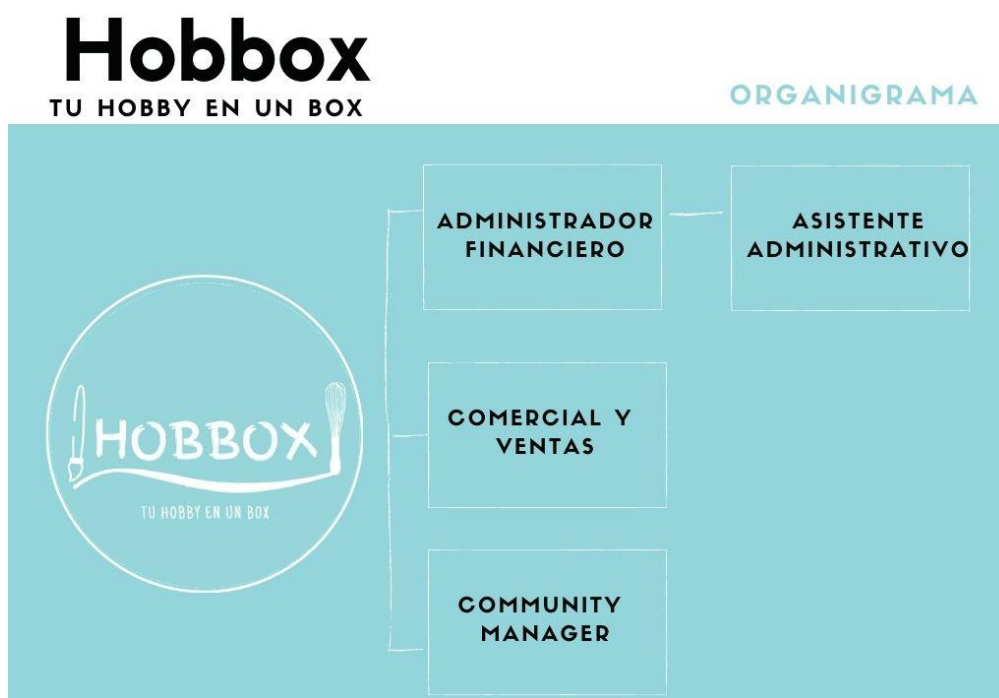 Hobbox
TU HOBBY EN UN BOX
ORGANIGRAMA
ADMINISTRADOR
FINANCIERO
ASISTENTE
ADMINISTRATIVO
HOBBOX
TU HOBBY EN UN BOX
COMERCIAL Y
VENTAS
COMMUNITY
MANAGER